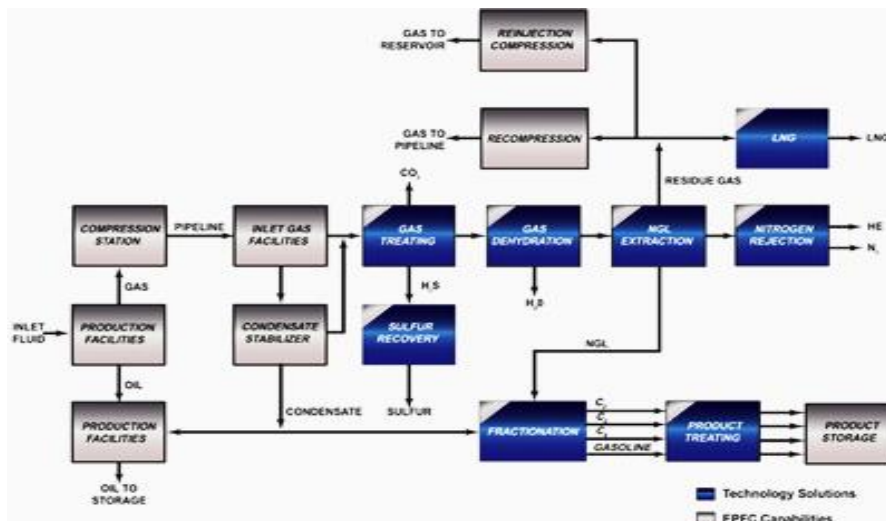 GAS TO
RESERVOIR
REINJECTION
COMPRESSION
GAS TO
PIPELINE
RECOMPRESSION
LNG
LNG
CO₂
RESIDUE GAS
COMPRESSION
STATION
PIPELINE
INLET GAS
FACILITIES
GAS
TREATING
GAS
DEHYDRATION
NGL
EXTRACTION
NITROGEN
REJECTION
HE
N₂
GAS
H₂S
H₂0
INLET
FLUID
PRODUCTION
FACILITIES
CONDENSATE
STABILIZER
SULFUR
RECOVERY
NGL
OIL
CONDENSATE
SULFUR
PRODUCTION
FACILITIES
FRACTIONATION
GASOLINE
PRODUCT
TREATING
PRODUCT
STORAGE
OIL TO
STORAGE
Technology Solutions
EPFC Capabilities